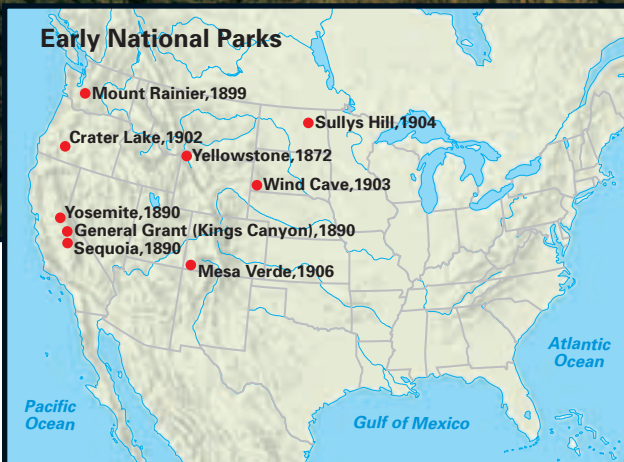 Early National Parks
Mount Rainier,1899
Sullys Hill,1904
Crater Lake,1902
Yellowstone,1872
Wind Cave,1903
Yosemite,1890
General Grant (Kings Canyon),1890
Sequoia,1890
Mesa Verde,1906
Atlantic
Ocean
Pacific
Ocean
Gulf of Mexico